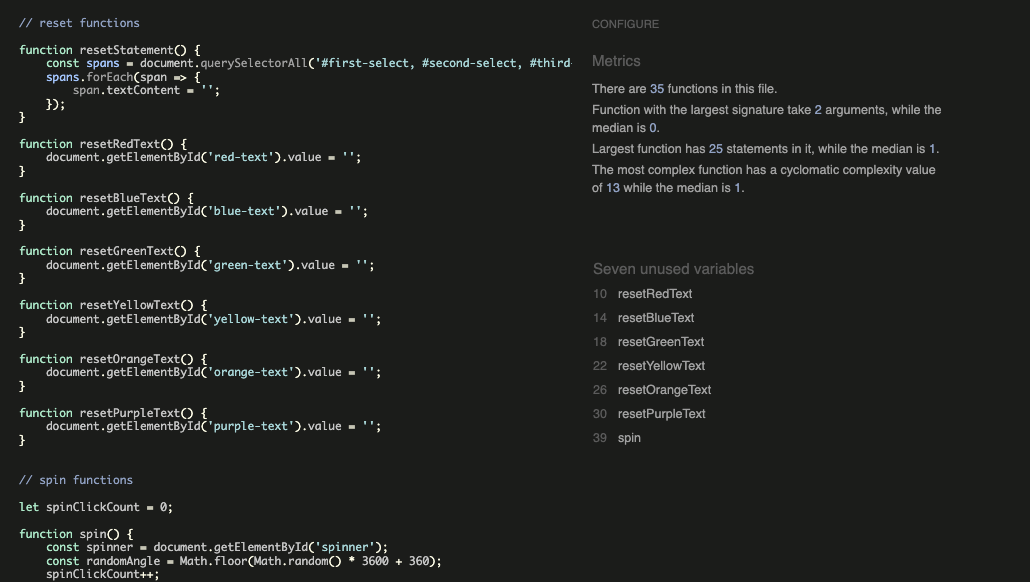 // reset functions
function resetStatement() {
    const spans = document.querySelectorAll('#first-select, #second-select, #third-
    spans.forEach(span => {
        span.textContent = '';
    });
}
function resetRedText() {
    document.getElementById('red-text').value = '';
}
function resetBlueText() {
    document.getElementById('blue-text').value = '';
}
function resetGreenText() {
    document.getElementById('green-text').value = '';
}
function resetYellowText() {
    document.getElementById('yellow-text').value = '';
}
function resetOrangeText() {
    document.getElementById('orange-text').value = '';
}
function resetPurpleText() {
    document.getElementById('purple-text').value = '';
}
// spin functions
let spinClickCount = 0;
function spin() {
    const spinner = document.getElementById('spinner');
    const randomAngle = Math.floor(Math.random() * 3600 + 360);
    spinClickCount++;
CONFIGURE
Metrics
There are 35 functions in this file.
Function with the largest signature take 2 arguments, while the
median is 0.
Largest function has 25 statements in it, while the median is 1.
The most complex function has a cyclomatic complexity value
of 13 while the median is 1.
Seven unused variables
10 resetRedText
14 resetBlueText
18 resetGreenText
22 resetYellowText
26 resetOrangeText
30 resetPurpleText
39 spin